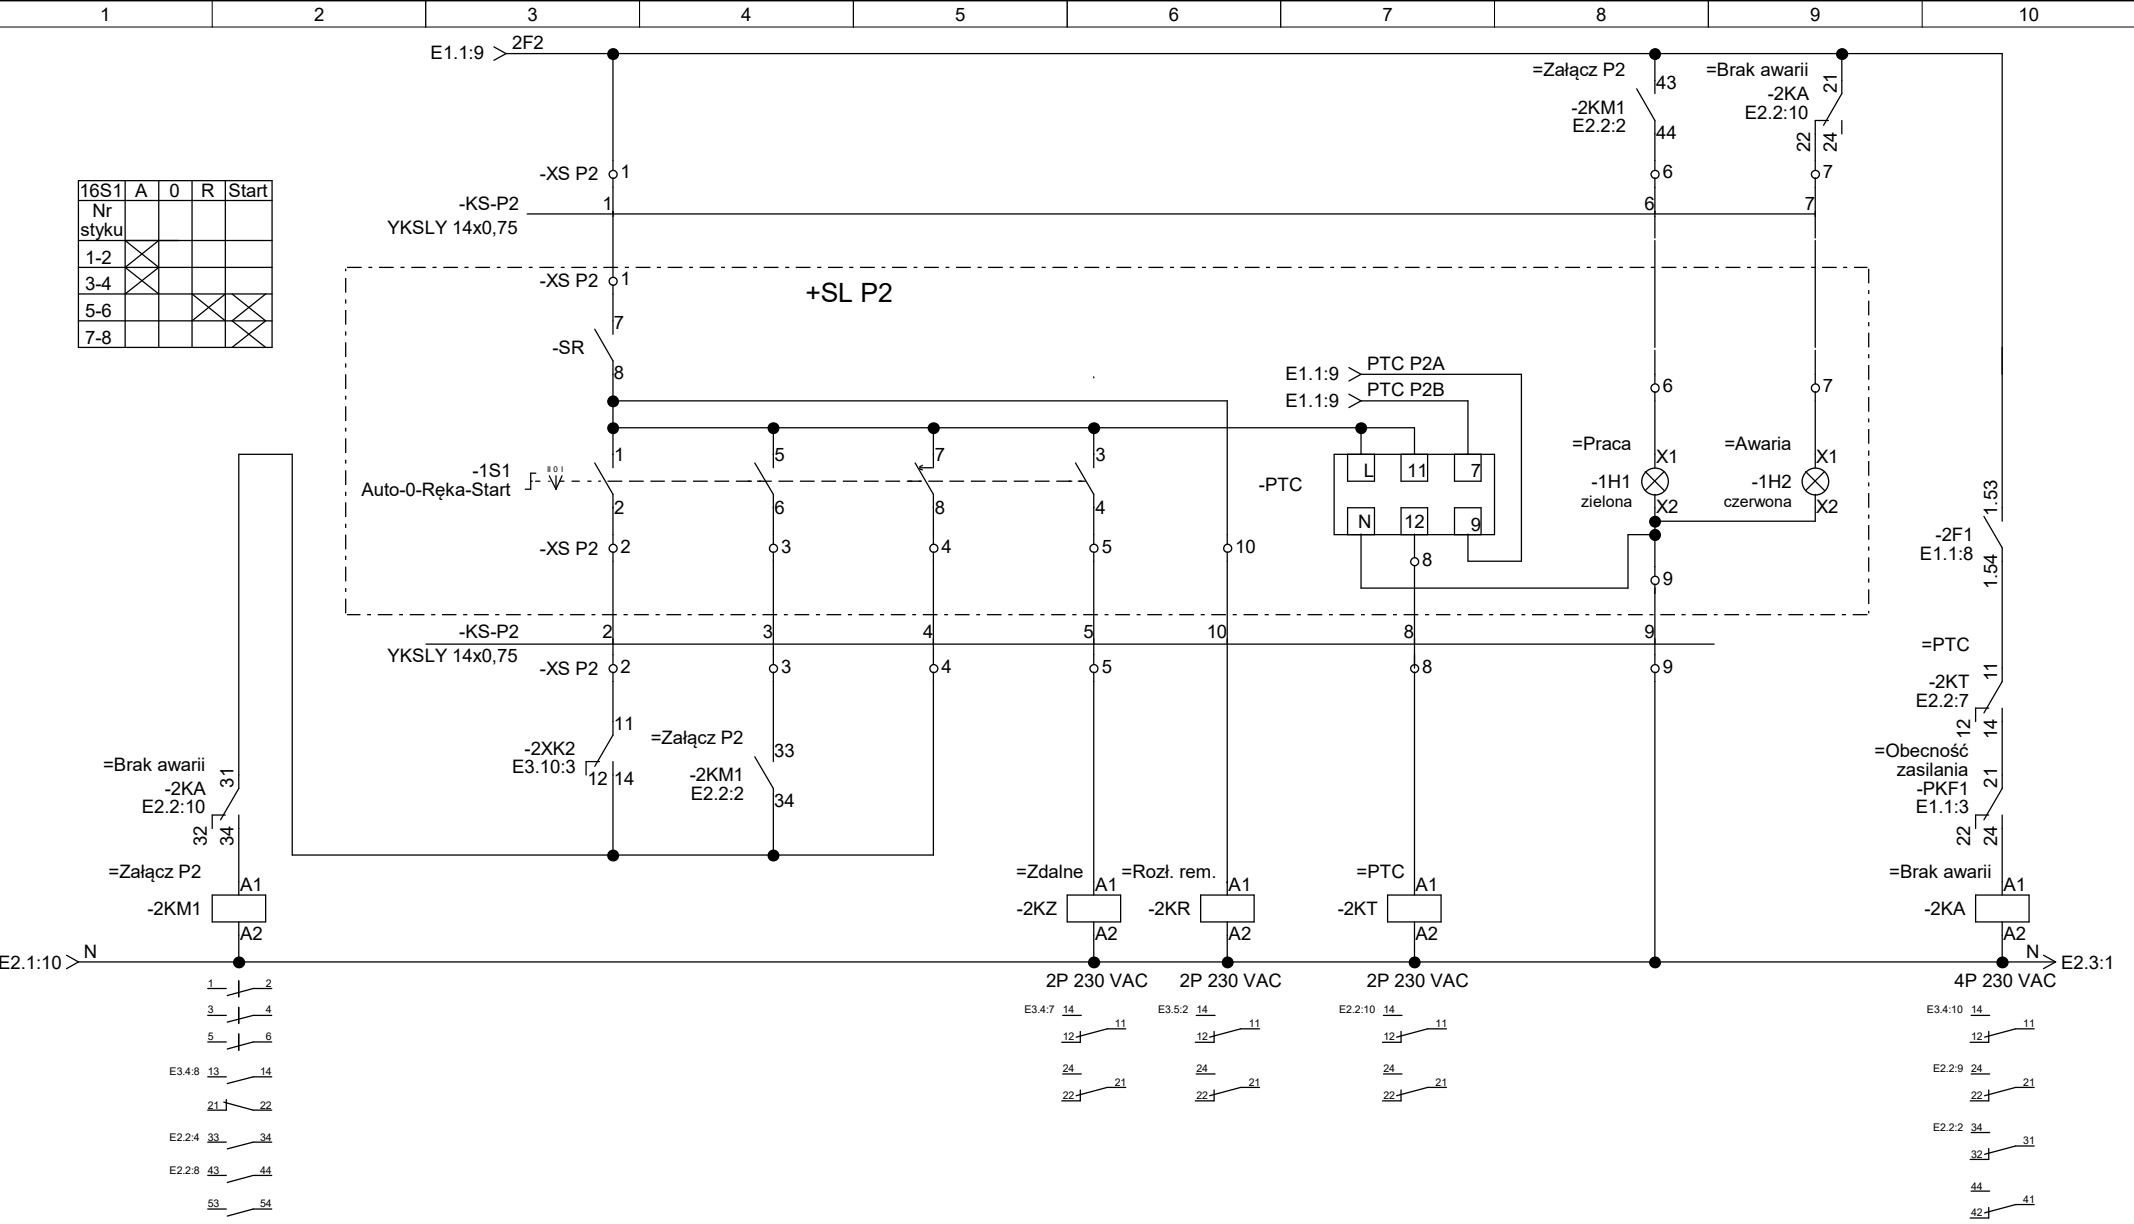 1 2 3 4 5 6 7 8 9 10
E1.1:9 2F2
=Załącz P2 43
-2KM1
E2.2:2 44
=Brak awarii 21
-2KA
E2.2:10
22 24
-XS P2 1 6 7
-KS-P2 1 6 7
YKSLY 14x0,75
16S1 A 0 R Start
Nr
styku
1-2
3-4
5-6
7-8
-XS P2 1
+SL P2
7
-SR
8
E1.1:9 PTC P2A
E1.1:9 PTC P2B
6 7
1 5 7 3
-1S1
Auto-0-Ręka-Start
II 0 I
2 6 8 4
-PTC
L 11 7
N 12 9
=Praca X1
-1H1
zielona X2
=Awaria X1
-1H2
czerwona X2
1.53
-2F1
E1.1:8
1.54
-XS P2 2 3 4 5 10 8 9
-KS-P2 2 3 4 5 10 8 9
YKSLY 14x0,75
-XS P2 2 3 4 5 8 9
=PTC
11
-2KT
E2.2:7
12 14
=Obecność
zasilania 21
-PKF1
E1.1:3
22 24
11
-2XK2
E3.10:3
12 14
=Załącz P2 33
-2KM1
E2.2:2 34
=Brak awarii 31
-2KA
E2.2:10
32 34
=Załącz P2 A1
-2KM1
A2
=Zdalne A1
-2KZ
A2
=Rozł. rem. A1
-2KR
A2
=PTC A1
-2KT
A2
=Brak awarii A1
-2KA
A2
E2.1:10 N N E2.3:1
2P 230 VAC 2P 230 VAC 2P 230 VAC 4P 230 VAC
1 2
3 4
5 6
E3.4:8 13 14
21 22
E2.2:4 33 34
E2.2:8 43 44
53 54
E3.4:7 14
12 11
24
22 21
E3.5:2 14
12 11
24
22 21
E2.2:10 14
12 11
24
22 21
E3.4:10 14
12 11
E2.2:9 24
22 21
E2.2:2 34
32 31
44
42 41